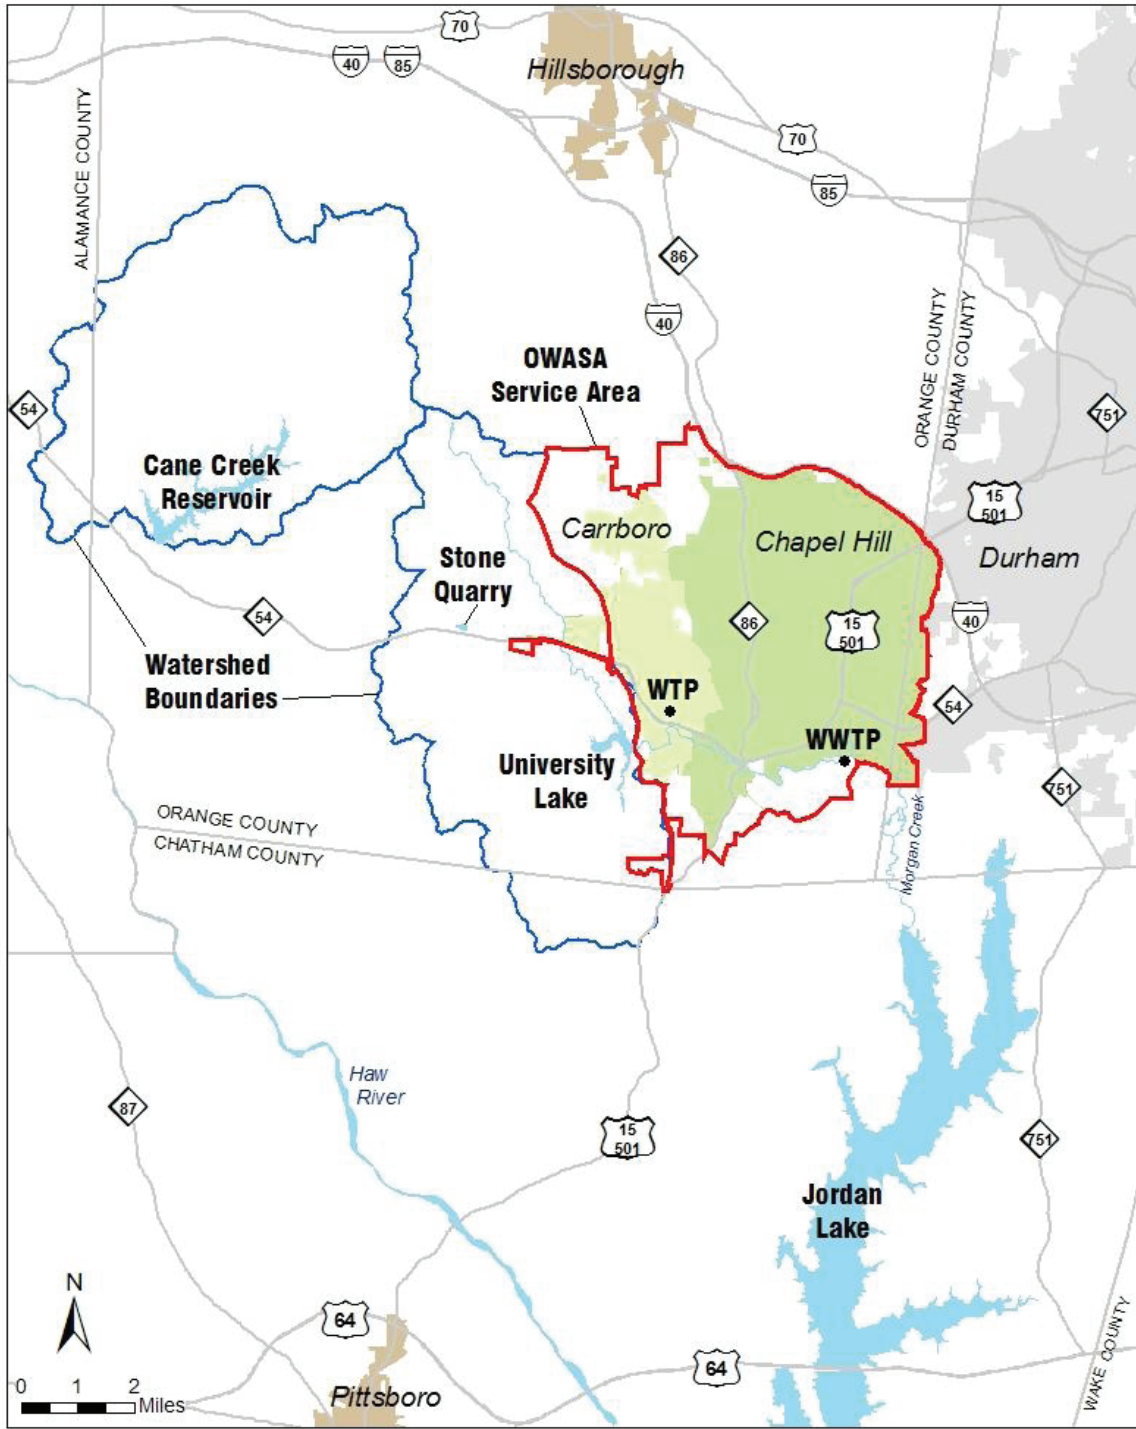 70
40
85
Hillsborough
70
85
ALAMANCE COUNTY
86
40
ORANGE COUNTY
DURHAM COUNTY
OWASA
Service Area
54
751
Cane Creek
Reservoir
15
501
Carrboro
Chapel Hill
Durham
Stone
Quarry
54
86
15
501
40
Watershed
Boundaries
WTP
54
WWTP
University
Lake
751
ORANGE COUNTY
CHATHAM COUNTY
Morgan Creek
Haw
River
87
15
501
751
Jordan
Lake
N
64
64
WAKE COUNTY
0 1 2
Miles
Pittsboro